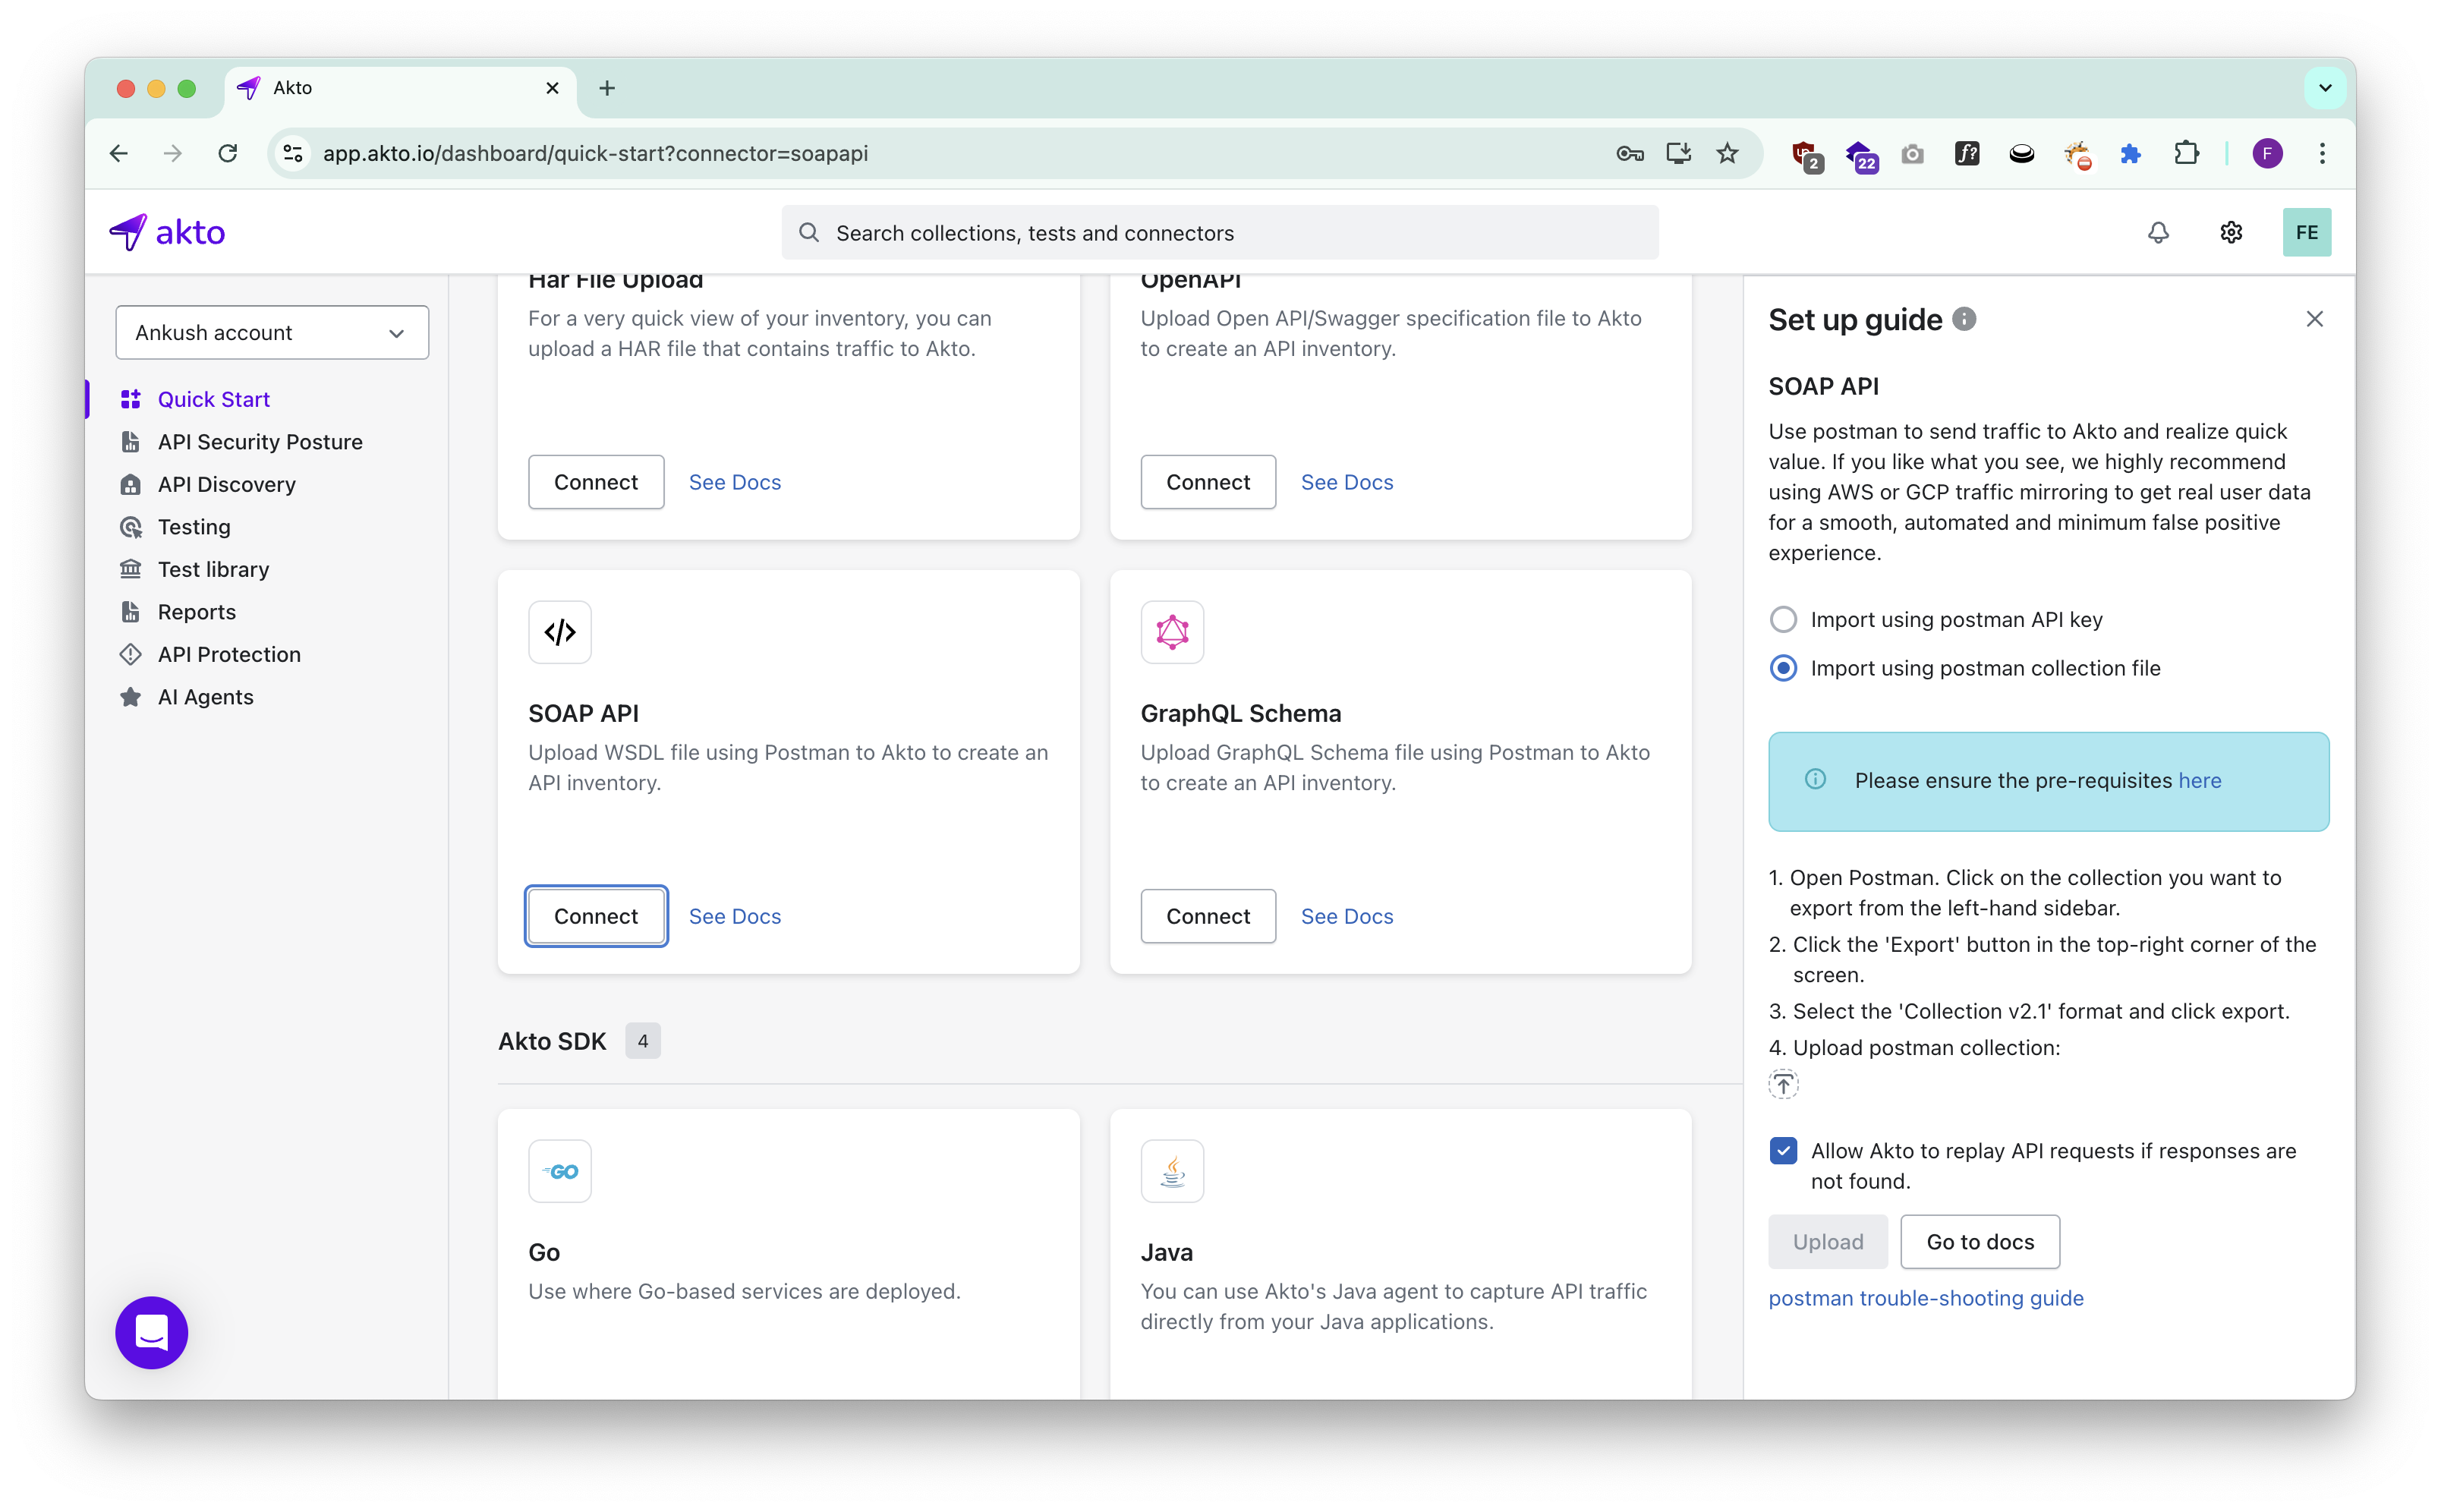 Akto
app.akto.io/dashboard/quick-start?connector=soapapi
2
22
f?
F
akto
Search collections, tests and connectors
FE
Ankush account
Quick Start
API Security Posture
API Discovery
Testing
Test library
Reports
API Protection
AI Agents
Har File Upload
For a very quick view of your inventory, you can
upload a HAR file that contains traffic to Akto.
Connect
See Docs
OpenAPI
Upload Open API/Swagger specification file to Akto
to create an API inventory.
Connect
See Docs
SOAP API
Upload WSDL file using Postman to Akto to create an
API inventory.
Connect
See Docs
GraphQL Schema
Upload GraphQL Schema file using Postman to Akto
to create an API inventory.
Connect
See Docs
Akto SDK
4
GO
Go
Use where Go-based services are deployed.
Java
You can use Akto's Java agent to capture API traffic
directly from your Java applications.
Set up guide
SOAP API
Use postman to send traffic to Akto and realize quick
value. If you like what you see, we highly recommend
using AWS or GCP traffic mirroring to get real user data
for a smooth, automated and minimum false positive
experience.
Import using postman API key
Import using postman collection file
Please ensure the pre-requisites here
1. Open Postman. Click on the collection you want to
export from the left-hand sidebar.
2. Click the 'Export' button in the top-right corner of the
screen.
3. Select the 'Collection v2.1' format and click export.
4. Upload postman collection:
Allow Akto to replay API requests if responses are
not found.
Upload
Go to docs
postman trouble-shooting guide